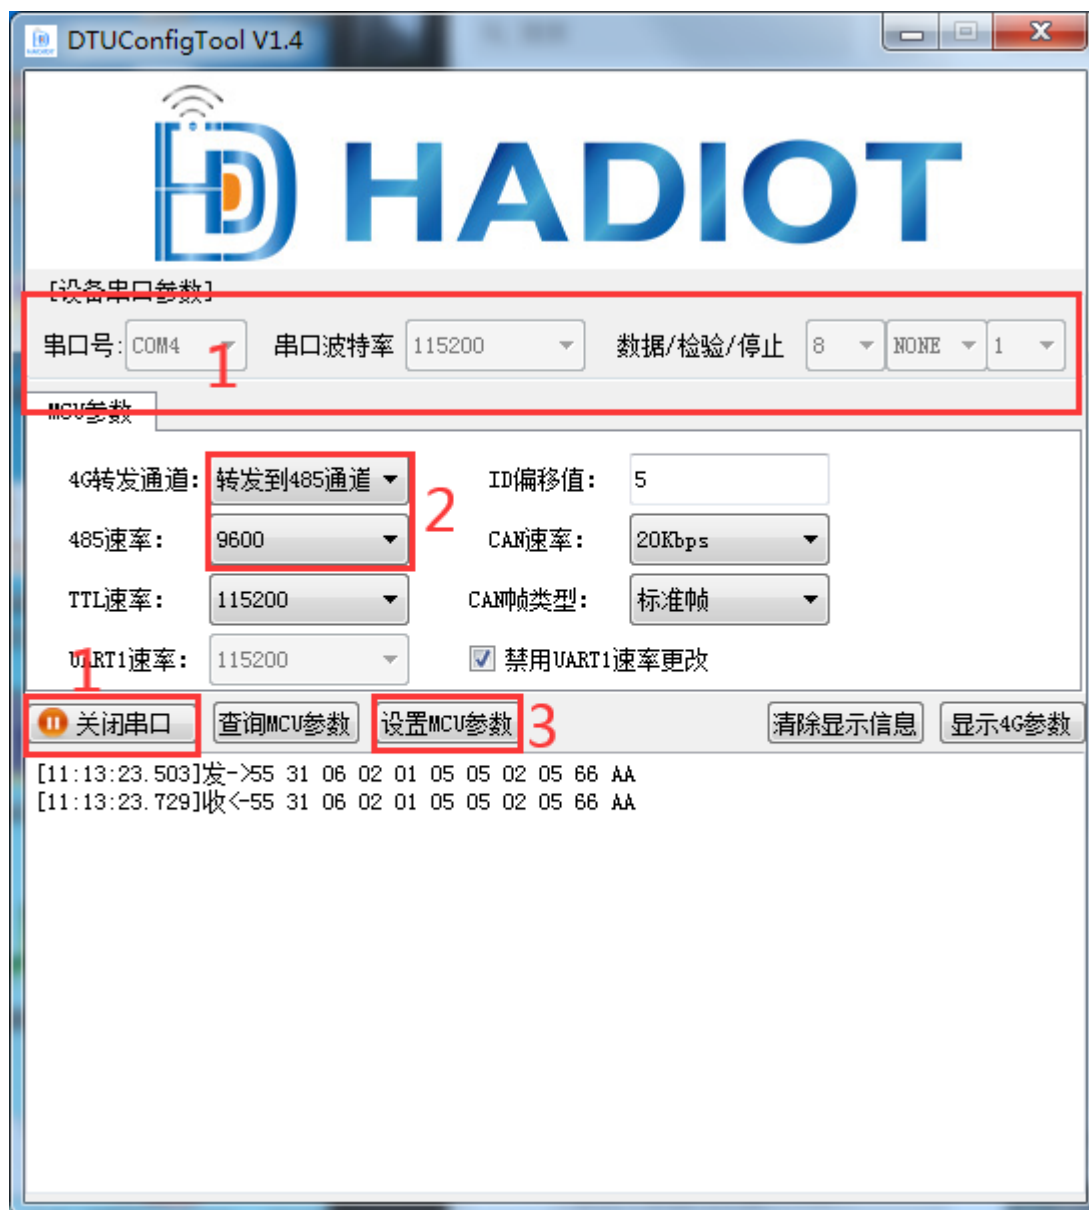 DTUConfigTool V1.4
HADIOT
[设备串口参数]
串口号: COM4 串口波特率 115200 数据/检验/停止 8 NONE 1
1
MCU参数
4G转发通道: 转发到485通道 ID偏移值: 5
2
485速率: 9600 CAN速率: 20Kbps
TTL速率: 115200 CAN帧类型: 标准帧
UART1速率: 115200 禁用UART1速率更改
1
关闭串口 查询MCU参数 设置MCU参数 3 清除显示信息 显示4G参数
[11:13:23.503]发->55 31 06 02 01 05 05 02 05 66 AA
[11:13:23.729]收<-55 31 06 02 01 05 05 02 05 66 AA